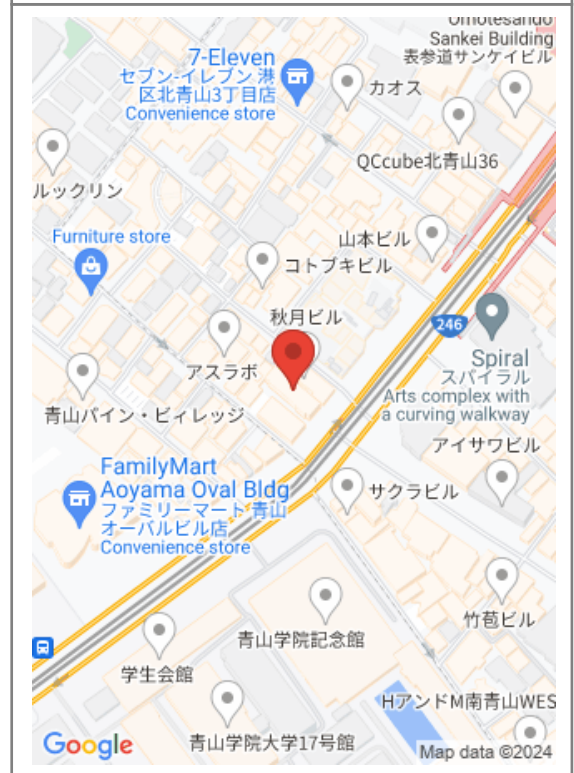 Omotesando
Sankei Building
表参道サンケイビル
7-Eleven
セブン-イレブン 港
区北青山3丁目店
Convenience store
カオス
QCcube北青山36
ルックリン
Furniture store
山本ビル
コトブキビル
秋月ビル
246
アスラボ
Spiral
スパイラル
Arts complex with
a curving walkway
青山パイン・ビィレッジ
アイサワビル
FamilyMart
Aoyama Oval Bldg
ファミリーマート 青山
オーバルビル店
Convenience store
サクラビル
竹苞ビル
青山学院記念館
学生会館
HアンドM南青山WES
青山学院大学17号館
Google
Map data ©2024